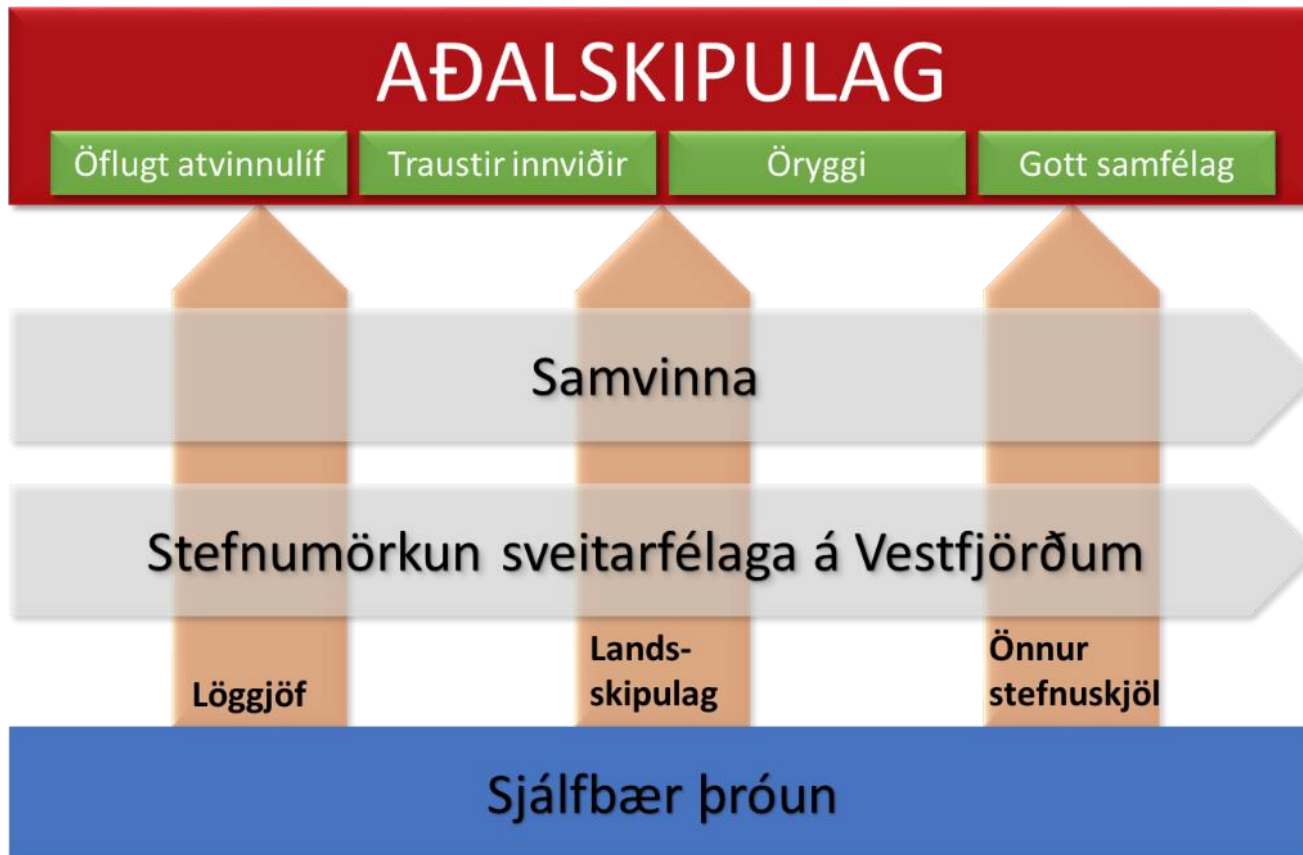 AÐALSKIPULAG
Öflugt atvinnulíf
Traustir innviðir
Öryggi
Gott samfélag
Samvinna
Stefnumörkun sveitarfélaga á Vestfjörðum
Löggjöf
Lands-
skipulag
Önnur
stefnuskjöl
Sjálfbær þróun